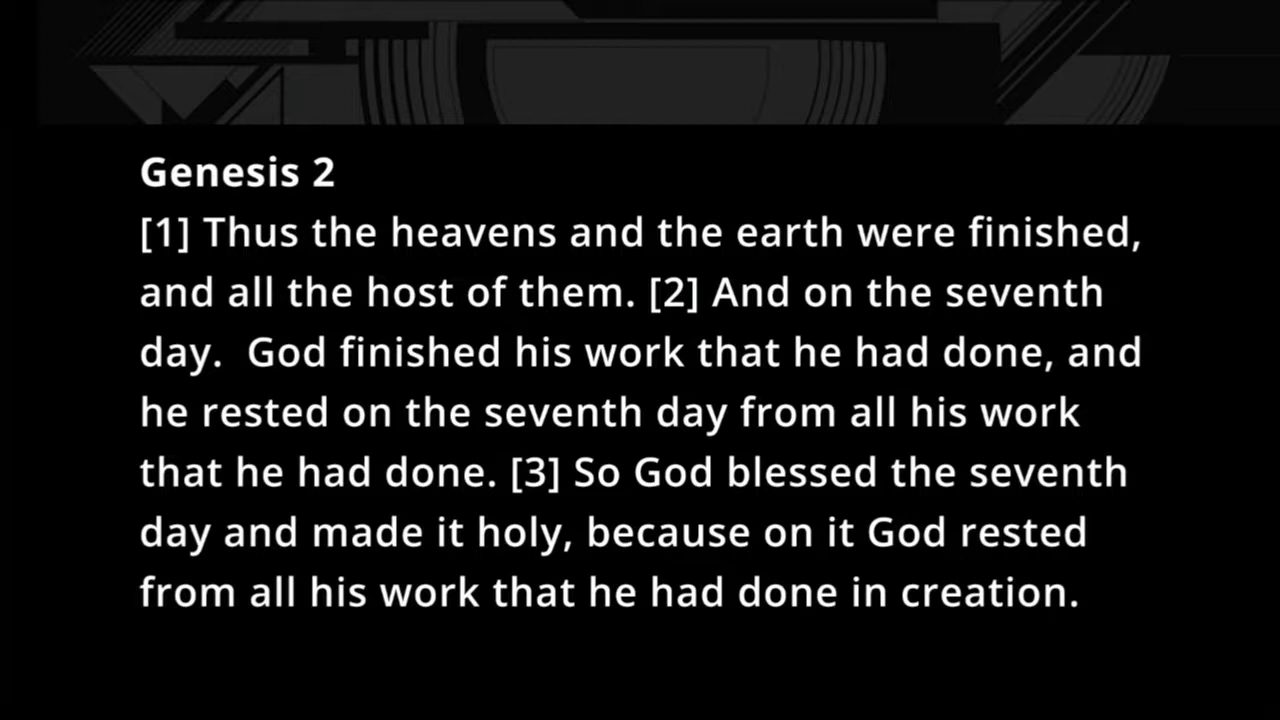 Genesis 2
[1] Thus the heavens and the earth were finished,
and all the host of them. [2] And on the seventh
day.  God finished his work that he had done, and
he rested on the seventh day from all his work
that he had done. [3] So God blessed the seventh
day and made it holy, because on it God rested
from all his work that he had done in creation.